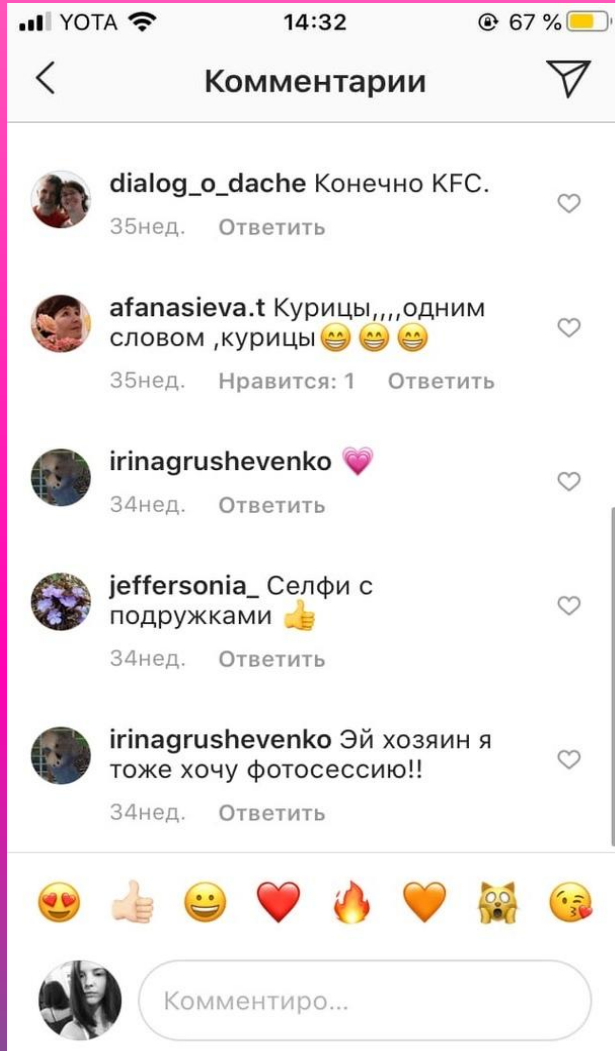 YOTA 14:32 67 %
Комментарии
dialog_o_dache Конечно KFC.
35нед. Ответить
afanasieva.t Курицы,,,,одним
словом ,курицы😁😁😁
35нед. Нравится: 1 Ответить
irinagrushevenko 💗
34нед. Ответить
jeffersonia_ Селфи с
подружками 👍
34нед. Ответить
irinagrushevenko Эй хозяин я
тоже хочу фотосессию!!
34нед. Ответить
😍 👍🏻 😀 ❤️ 🔥 🧡 🙀 😘
Комментиро...